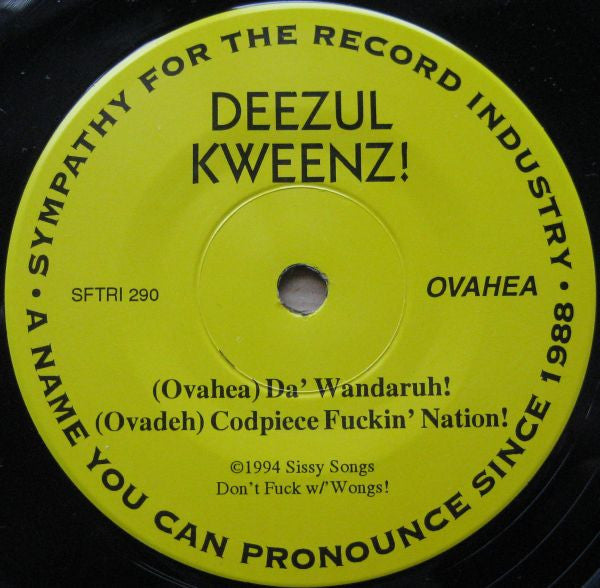 SYMPATHY FOR THE RECORD INDUSTRY •
A NAME YOU CAN PRONOUNCE SINCE 1988 •
DEEZUL
KWEENZ!
SFTRI 290
OVAHEA
(Ovahea) Da' Wandaruh!
(Ovadeh) Codpiece Fuckin' Nation!
©1994 Sissy Songs
Don't Fuck w/'Wongs!